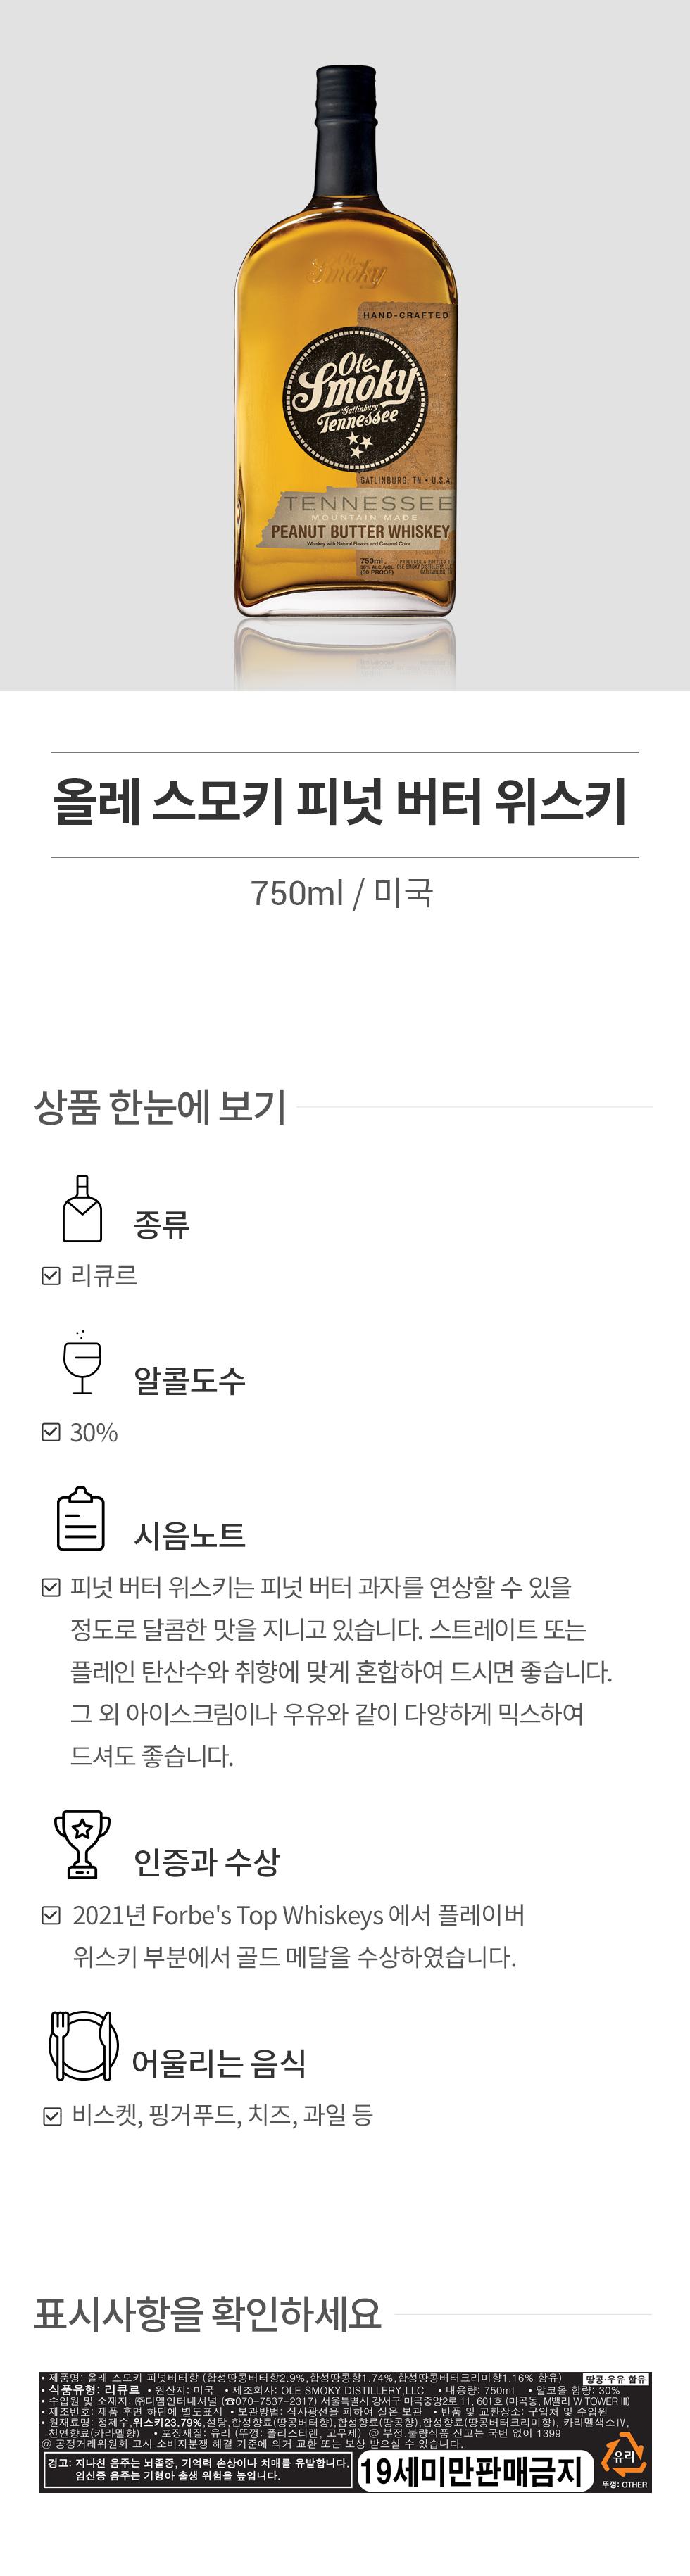 Ole
Smoky
HAND-CRAFTED
Ole
Smoky
Gatlinburg
Tennessee
GATLINBURG, TN • U.S.A.
TENNESSEE
MOUNTAIN MADE
PEANUT BUTTER WHISKEY
Whiskey with Natural Flavors and Caramel Color
750ml
30% ALC./VOL.
(60 PROOF)
올레 스모키 피넛 버터 위스키
750ml / 미국
상품 한눈에 보기
종류
리큐르
알콜도수
30%
시음노트
피넛 버터 위스키는 피넛 버터 과자를 연상할 수 있을
정도로 달콤한 맛을 지니고 있습니다. 스트레이트 또는
플레인 탄산수와 취향에 맞게 혼합하여 드시면 좋습니다.
그 외 아이스크림이나 우유와 같이 다양하게 믹스하여
드셔도 좋습니다.
인증과 수상
2021년 Forbe's Top Whiskeys 에서 플레이버
위스키 부분에서 골드 메달을 수상하였습니다.
어울리는 음식
비스켓, 핑거푸드, 치즈, 과일 등
표시사항을 확인하세요
• 제품명: 올레 스모키 피넛버터향 (합성땅콩버터향2.9%,합성땅콩향1.74%,합성땅콩버터크리미향1.16% 함유) 땅콩·우유 함유
• 식품유형: 리큐르 • 원산지: 미국 • 제조회사: OLE SMOKY DISTILLERY,LLC • 내용량: 750ml • 알코올 함량: 30%
• 수입원 및 소재지: ㈜디엠인터내셔널 (☎070-7537-2317) 서울특별시 강서구 마곡중앙2로 11, 601호 (마곡동, M밸리 W TOWER Ⅲ)
• 제조번호: 제품 후면 하단에 별도표시 • 보관방법: 직사광선을 피하여 실온 보관 • 반품 및 교환장소: 구입처 및 수입원
• 원재료명: 정제수,위스키23.79%,설탕,합성향료(땅콩버터향),합성향료(땅콩향),합성향료(땅콩버터크리미향), 카라멜색소Ⅳ,
천연향료(카라멜향) • 포장재질: 유리 (뚜껑: 폴리스티렌, 고무제) @ 부정.불량식품 신고는 국번 없이 1399
@ 공정거래위원회 고시 소비자분쟁 해결 기준에 의거 교환 또는 보상 받으실 수 있습니다.
경고: 지나친 음주는 뇌졸중, 기억력 손상이나 치매를 유발합니다.
임신중 음주는 기형아 출생 위험을 높입니다.
19세미만판매금지
유리
뚜껑: OTHER